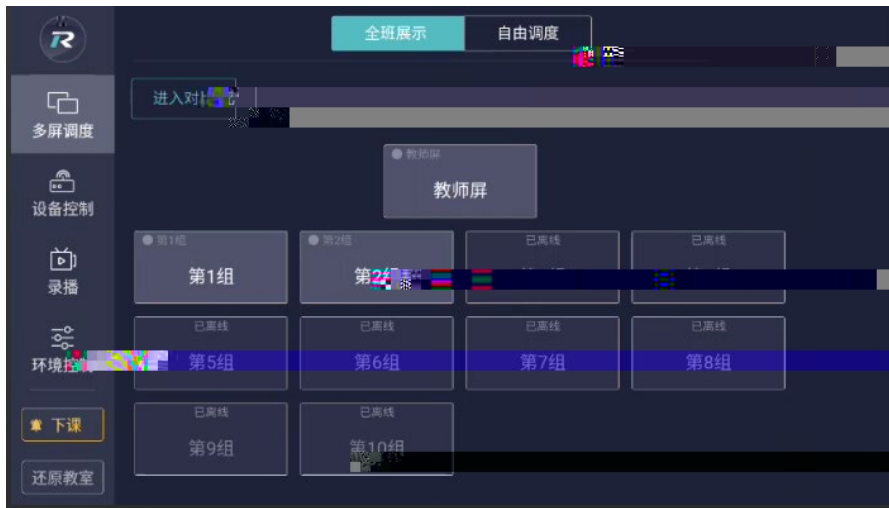 全班展示 自由调度
进入对
多屏调度
教师屏
教师屏
设备控制
第1组 第2组 已离线 已离线
第1组 第2组
录播
已离线 已离线 已离线 已离线
环境控
第5组 第6组 第7组 第8组
已离线 已离线
下课
第9组 第10组
还原教室